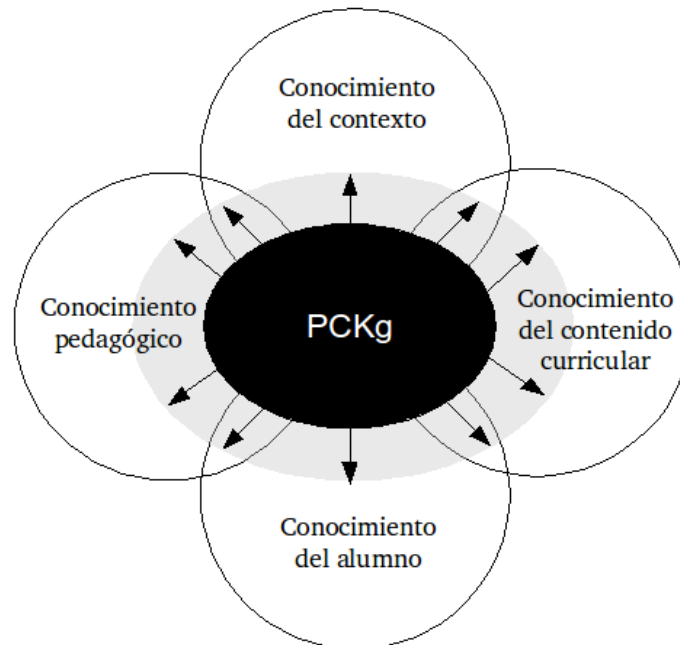 Conocimiento
del contexto
Conocimiento
pedagógico
PCKg
Conocimiento
del contenido
curricular
Conocimiento
del alumno